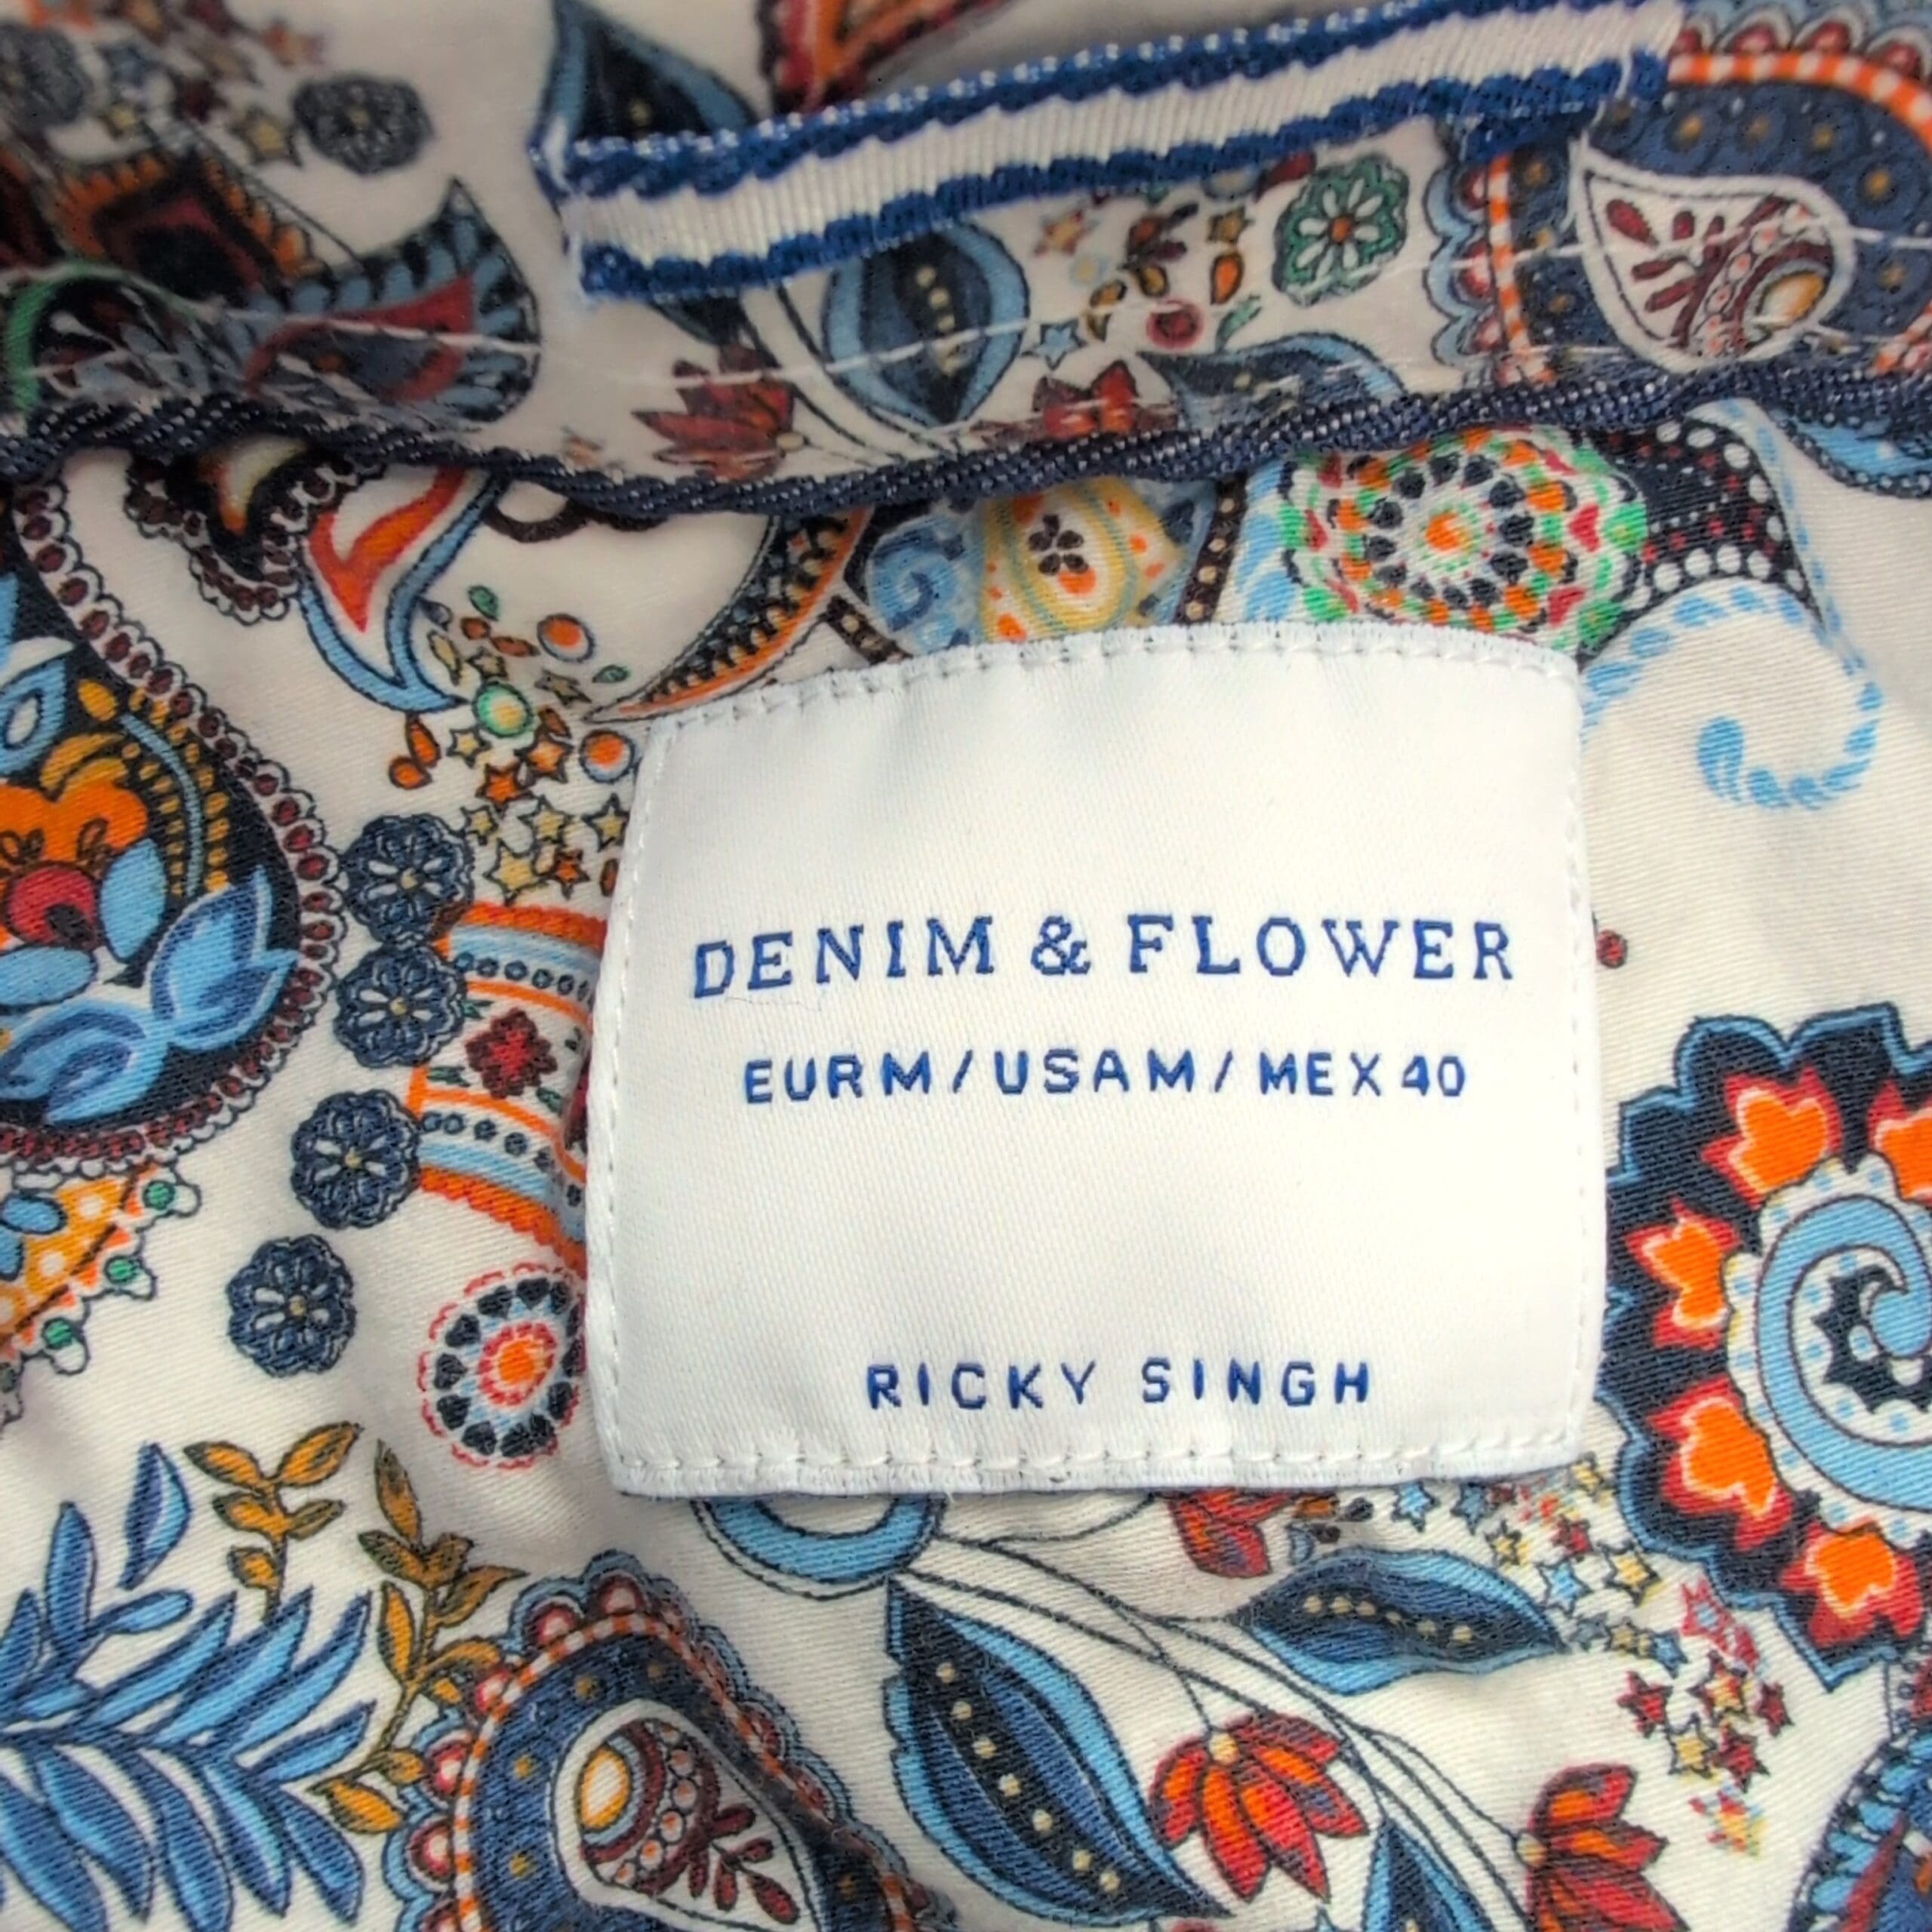 DENIM & FLOWER
EUR M / USA M / MEX 40
RICKY SINGH